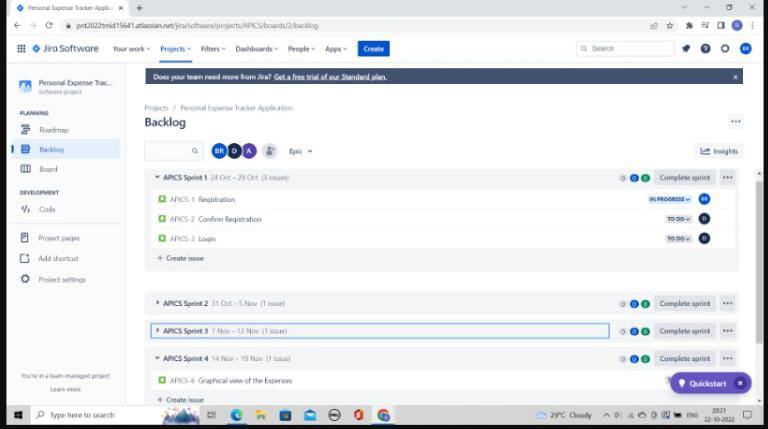 Personal Expense Tracker Applica
pnt2022tmid15641.atlassian.net/jira/software/projects/APICS/boards/2/backlog
Jira Software Your work Projects Filters Dashboards People Apps Create Search BR
Personal Expense Trac...
Software project
Does your team need more from Jira? Get a free trial of our Standard plan.
PLANNING
Roadmap
Backlog
Board
DEVELOPMENT
Code
Project pages
Add shortcut
Project settings
You're in a team-managed project
Learn more
Projects / Personal Expense Tracker Application
Backlog
BR D A Epic Insights
APICS Sprint 1 24 Oct – 29 Oct (3 issues) 0 0 0 Complete sprint
APICS-1 Registration IN PROGRESS BR
APICS-2 Confirm Registration TO DO D
APICS-3 Login TO DO D
+ Create issue
APICS Sprint 2 31 Oct – 5 Nov (1 issue) 0 0 0 Complete sprint
APICS Sprint 3 7 Nov – 12 Nov (1 issue) 0 0 0 Complete sprint
APICS Sprint 4 14 Nov – 19 Nov (1 issue) 0 0 0 Complete sprint
APICS-6 Graphical view of the Expenses
Quickstart
+ Create issue
Type here to search 29°C Cloudy ENG 20:21
22-10-2022